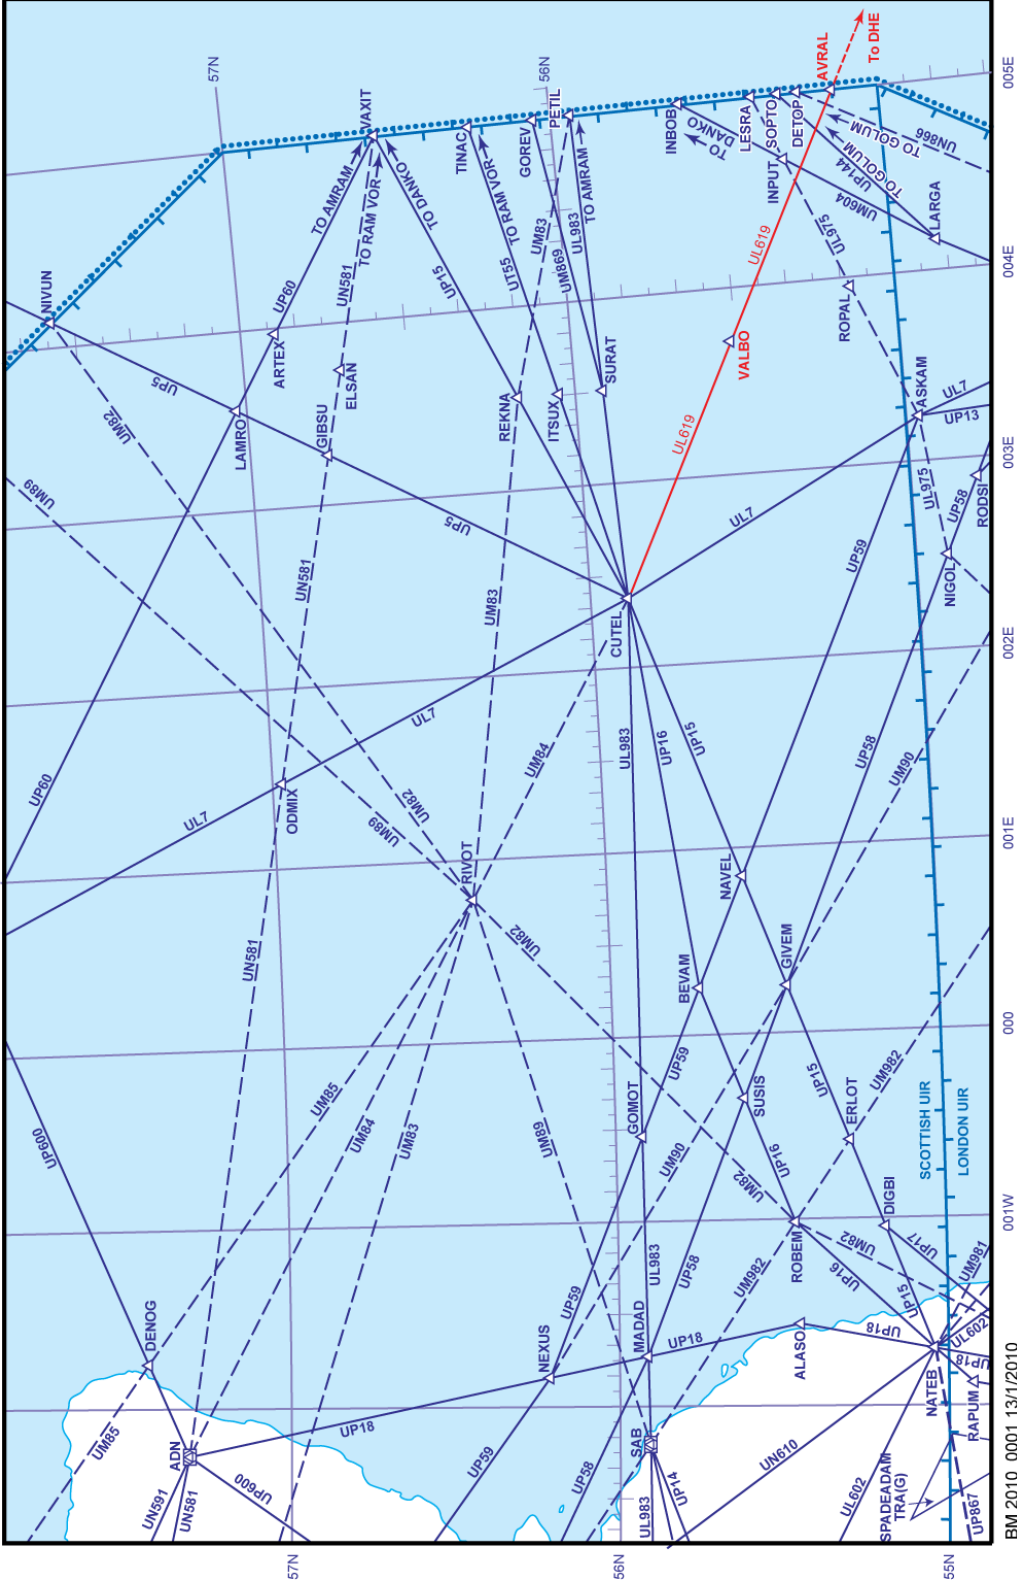 57N
005E
NIVUN
VAXIT
TO AMRAM
TINAC
GOREV
56N
PETIL
INBOB
TO
DANKO
LESRA
SOPTO
DETOP
AVRAL
To DHE
TO GOLUM
TO GOLUM
UN866
UP144
UM604
INPUT
LARGA
UN581
TO RAM VOR
TO DANKO
UP15
UT55
TO RAM VOR
UM83
UM869
UL983
TO AMRAM
UL619
UL975
ROPAL
004E
UP60
ARTEX
ELSAN
UP5
LAMRO
GIBSU
UM82
UM89
REKNA
ITSUX
SURAT
VALBO
UL619
ASKAM
UL7
UP13
003E
UL975
UP58
RODSI
NIGOL
UP5
UN581
UM83
CUTEL
UL7
UP59
002E
UL7
UM84
UL983
UP16
UP15
UP58
UM90
UP60
ODMIX
UL7
UM82
UM89
RIVOT
NAVEL
001E
UN581
UM82
BEVAM
GIVEM
000
UP59
SUSIS
UP15
ERLOT
UM982
GOMOT
UM85
UM84
UM83
UM89
UM90
UM82
UP16
SCOTTISH UIR
LONDON UIR
UP600
DIGBI
001W
ROBEM
UM82
UP17
UM981
UL983
UP58
UM982
UP16
UP15
UP59
DENOG
NEXUS
MADAD
UP18
ALASO
UP18
NATEB
UL602
UP18
RAPUM
ADN
UM85
UP18
SAB
UN591
UN581
UP600
UP59
UP58
UL983
UP14
UN610
UL602
SPADEADAM
TRA(G)
UP867
57N
56N
55N
BM 2010 0001 13/1/2010